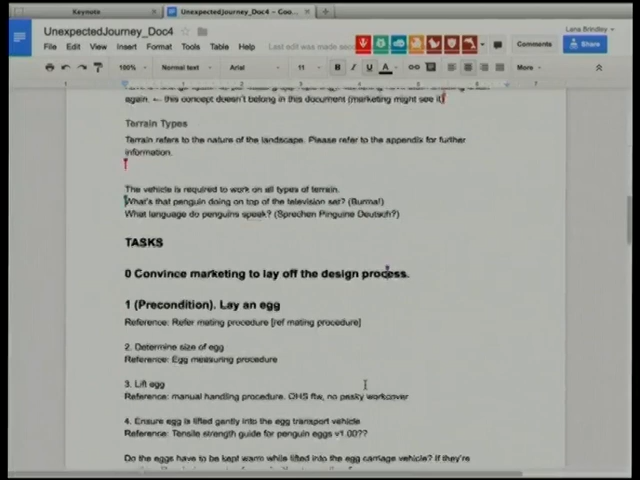 Keynote
UnexpectedJourney_Doc4 - Goo...
UnexpectedJourney_Doc4
Lana Brindley
File Edit View Insert Format Tools Table Help Last edit was made secon
Comments
Share
100% Normal text Arial 11 B I U A More
again. ← this concept doesn't belong in this document (marketing might see it)
Terrain Types
Terrain refers to the nature of the landscape. Please refer to the appendix for further
information.
The vehicle is required to work on all types of terrain.
What's that penguin doing on top of the television set? (Burma!)
What language do penguins speak? (Sprechen Pinguine Deutsch?)
TASKS
0 Convince marketing to lay off the design process.
1 (Precondition). Lay an egg
Reference: Refer mating procedure [ref mating procedure]
2. Determine size of egg
Reference: Egg measuring procedure
3. Lift egg
Reference: manual handling procedure. OHS ftw, no pesky workcover
4. Ensure egg is lifted gently into the egg transport vehicle
Reference: Tensile strength guide for penguin eggs v1.00??
Do the eggs have to be kept warm while lifted into the egg carriage vehicle? If they're